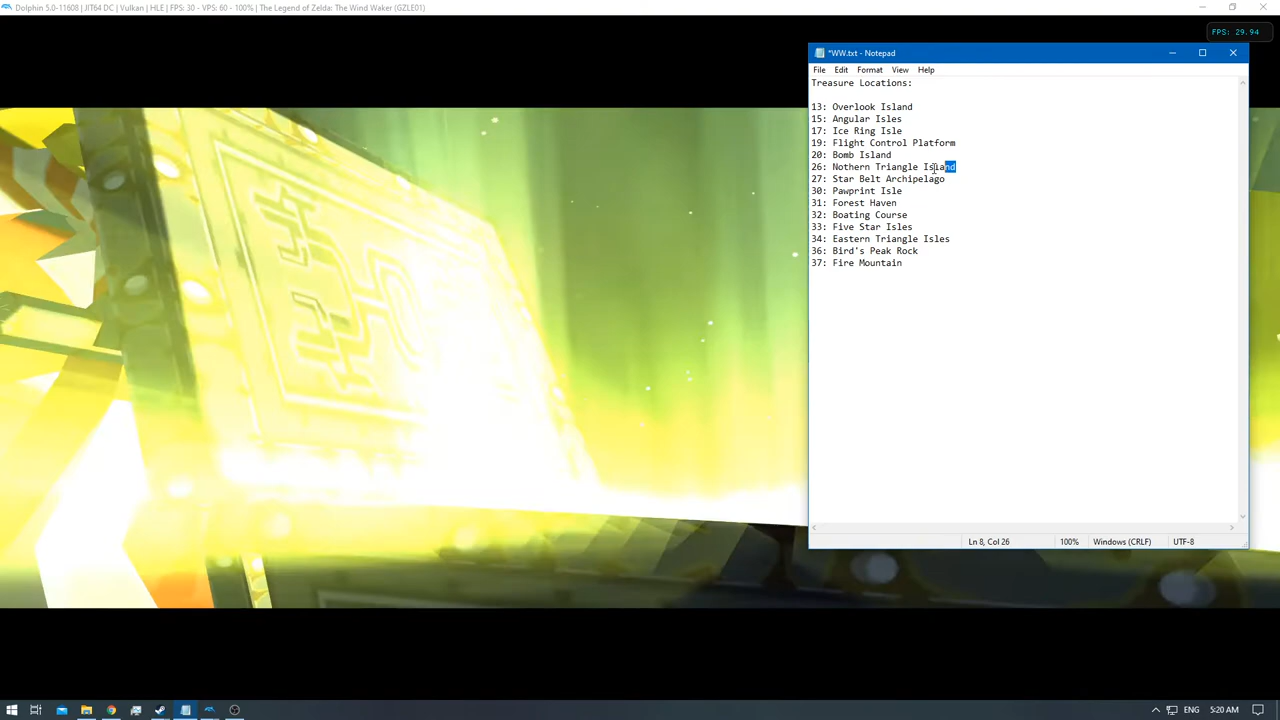 Dolphin 5.0-11608 | JIT64 DC | Vulkan | HLE | FPS: 30 - VPS: 60 - 100% | The Legend of Zelda: The Wind Waker (GZLE01)
FPS: 29.94
*WW.txt - Notepad
File Edit Format View Help
Treasure Locations:
13: Overlook Island
15: Angular Isles
17: Ice Ring Isle
19: Flight Control Platform
20: Bomb Island
26: Nothern Triangle Island
27: Star Belt Archipelago
30: Pawprint Isle
31: Forest Haven
32: Boating Course
33: Five Star Isles
34: Eastern Triangle Isles
36: Bird's Peak Rock
37: Fire Mountain
Ln 8, Col 26 100% Windows (CRLF) UTF-8
ENG 5:20 AM